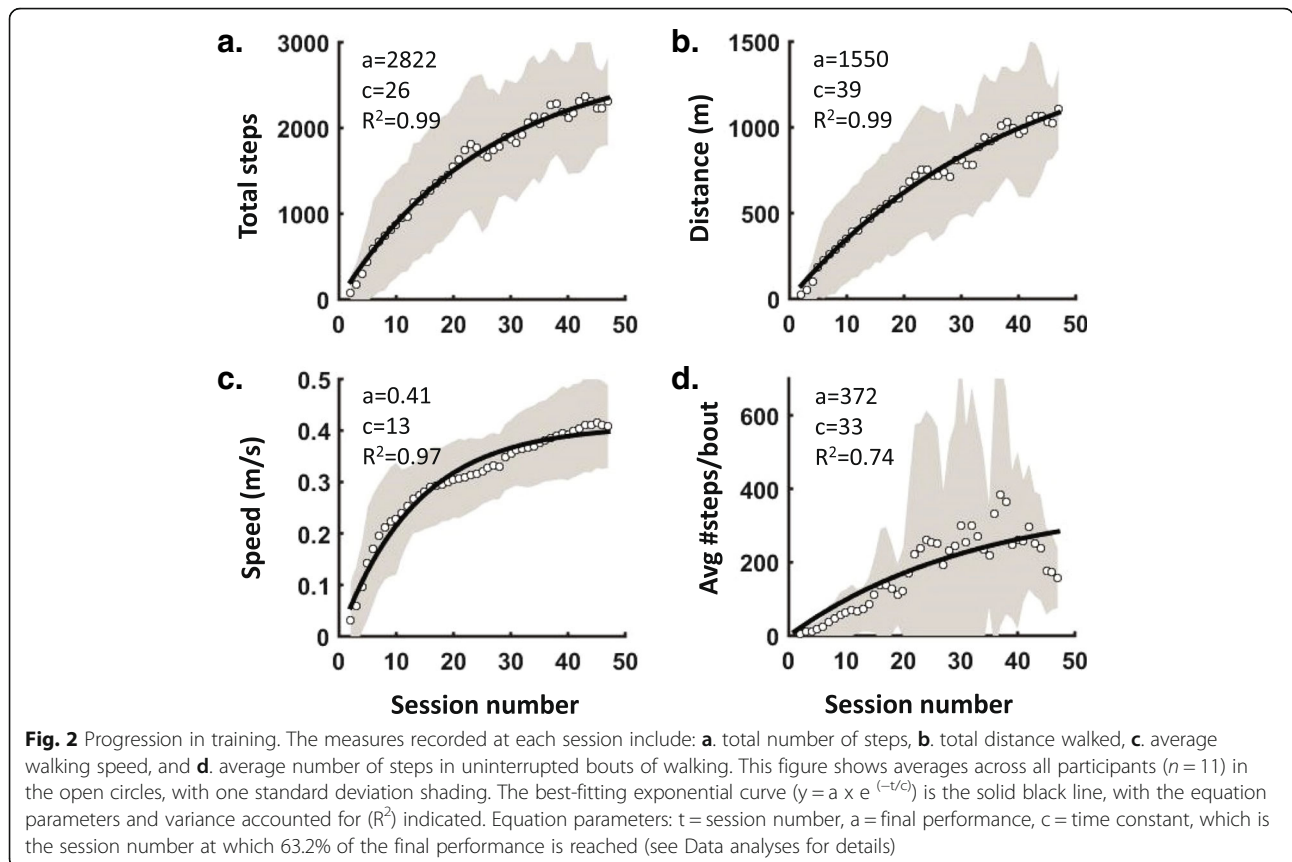 a.
3000
2000
1000
0
Total steps
a=2822
c=26
R²=0.99
0 10 20 30 40 50
b.
1500
1000
500
0
Distance (m)
a=1550
c=39
R²=0.99
0 10 20 30 40 50
c.
0.5
0.4
0.3
0.2
0.1
0
Speed (m/s)
a=0.41
c=13
R²=0.97
0 10 20 30 40 50
Session number
d.
600
400
200
0
Avg #steps/bout
a=372
c=33
R²=0.74
0 10 20 30 40 50
Session number
Fig. 2 Progression in training. The measures recorded at each session include: a. total number of steps, b. total distance walked, c. average
walking speed, and d. average number of steps in uninterrupted bouts of walking. This figure shows averages across all participants (n = 11) in
the open circles, with one standard deviation shading. The best-fitting exponential curve (y = a x e ⁽⁻ᵗ/ᶜ⁾) is the solid black line, with the equation
parameters and variance accounted for (R²) indicated. Equation parameters: t = session number, a = final performance, c = time constant, which is
the session number at which 63.2% of the final performance is reached (see Data analyses for details)